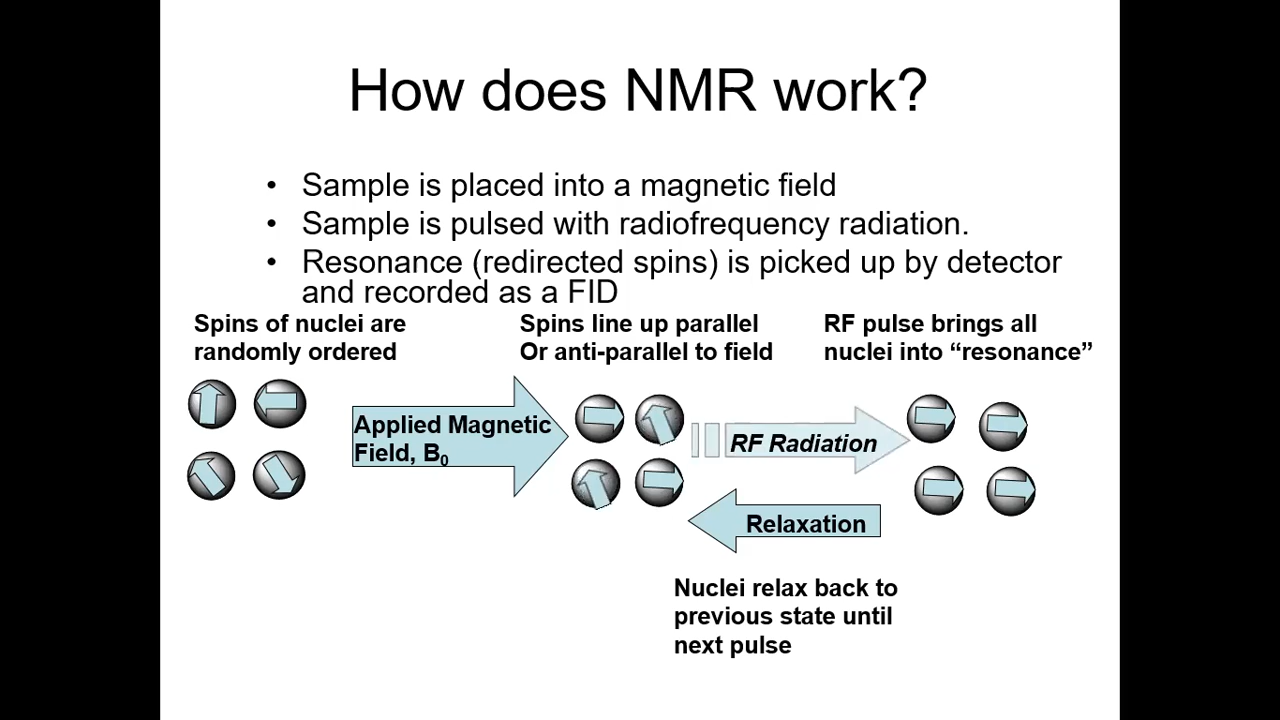 How does NMR work?
• Sample is placed into a magnetic field
• Sample is pulsed with radiofrequency radiation.
• Resonance (redirected spins) is picked up by detector
and recorded as a FID
Spins of nuclei are
randomly ordered
Spins line up parallel
Or anti-parallel to field
RF pulse brings all
nuclei into “resonance”
Applied Magnetic
Field, B₀
RF Radiation
Relaxation
Nuclei relax back to
previous state until
next pulse